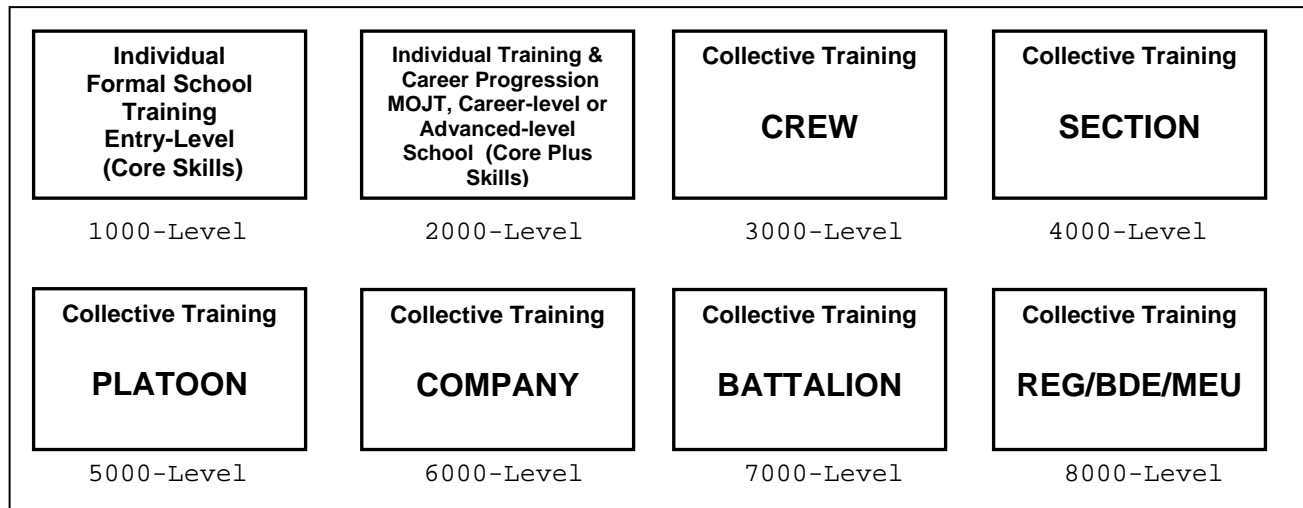 Individual
Formal School
Training
Entry-Level
(Core Skills)
1000-Level
Individual Training &
Career Progression
MOJT, Career-level or
Advanced-level
School (Core Plus
Skills)
2000-Level
Collective Training
CREW
3000-Level
Collective Training
SECTION
4000-Level
Collective Training
PLATOON
5000-Level
Collective Training
COMPANY
6000-Level
Collective Training
BATTALION
7000-Level
Collective Training
REG/BDE/MEU
8000-Level